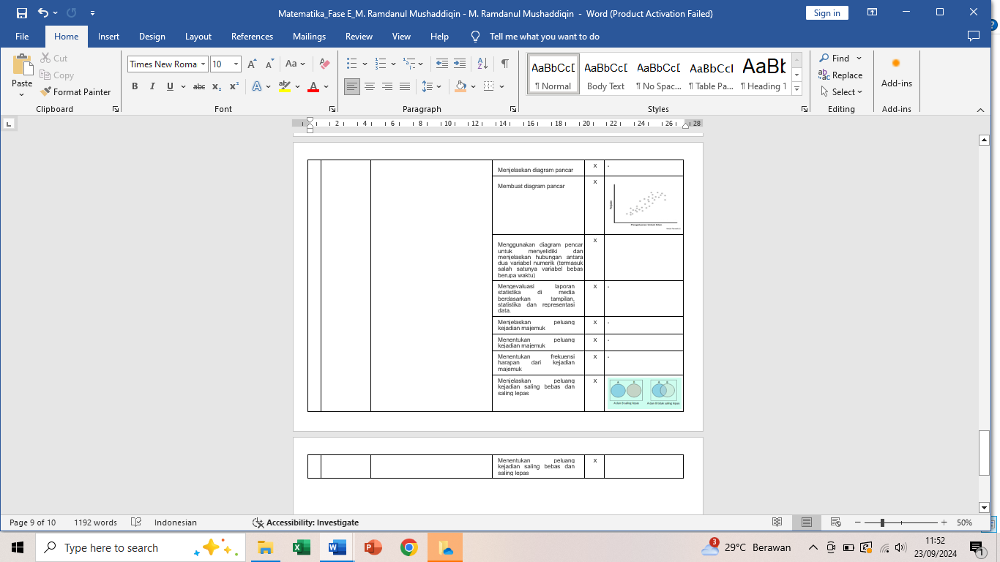 Matematika_Fase E_M. Ramdanul Mushaddiqin - M. Ramdanul Mushaddiqin - Word (Product Activation Failed)
Sign in
File Home Insert Design Layout References Mailings Review View Help Tell me what you want to do
Paste
Cut
Copy
Format Painter
Clipboard
Times New Roma 10
Font
Paragraph
AaBbCcD AaBbCcD AaBbCcD AaBbCcI AaBb
¶ Normal Body Text ¶ No Spac... ¶ Table Pa... ¶ Heading 1
Styles
Find
Replace
Select
Editing
Add-ins
Add-ins
2 4 6 8 10 12 14 16 18 20 22 24 26 28
Menjelaskan diagram pancar x -
Membuat diagram pancar x
Menggunakan diagram pencar x
untuk menyelidiki dan
menjelaskan hubungan antara
dua variabel numerik (termasuk
salah satunya variabel bebas
berupa waktu)
Mengevaluasi laporan x -
statistika di media
berdasarkan tampilan,
statistika dan representasi
data.
Menjelaskan peluang x -
kejadian majemuk
Menentukan peluang x -
kejadian majemuk
Menentukan frekuensi x -
harapan dari kejadian
majemuk
Menjelaskan peluang x
kejadian saling bebas dan
saling lepas
A B A B
A dan B saling lepas A dan B tidak saling lepas
Menentukan peluang x
kejadian saling bebas dan
saling lepas
Page 9 of 10 1192 words Indonesian Accessibility: Investigate 50%
Type here to search
3 29°C Berawan
11:52
23/09/2024
1